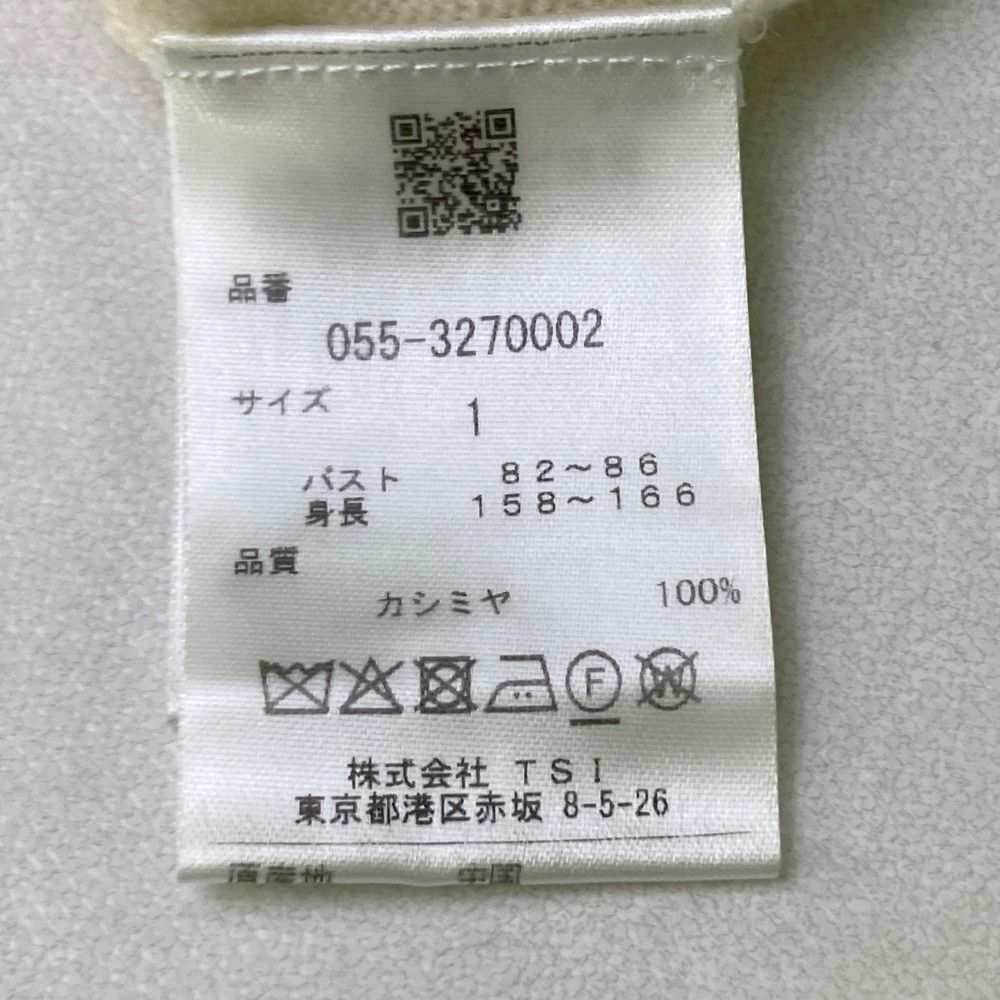 品番
055-3270002
サイズ 1
バスト 82～86
身長 158～166
品質
カシミヤ 100%
F W
株式会社 TSI
東京都港区赤坂 8-5-26